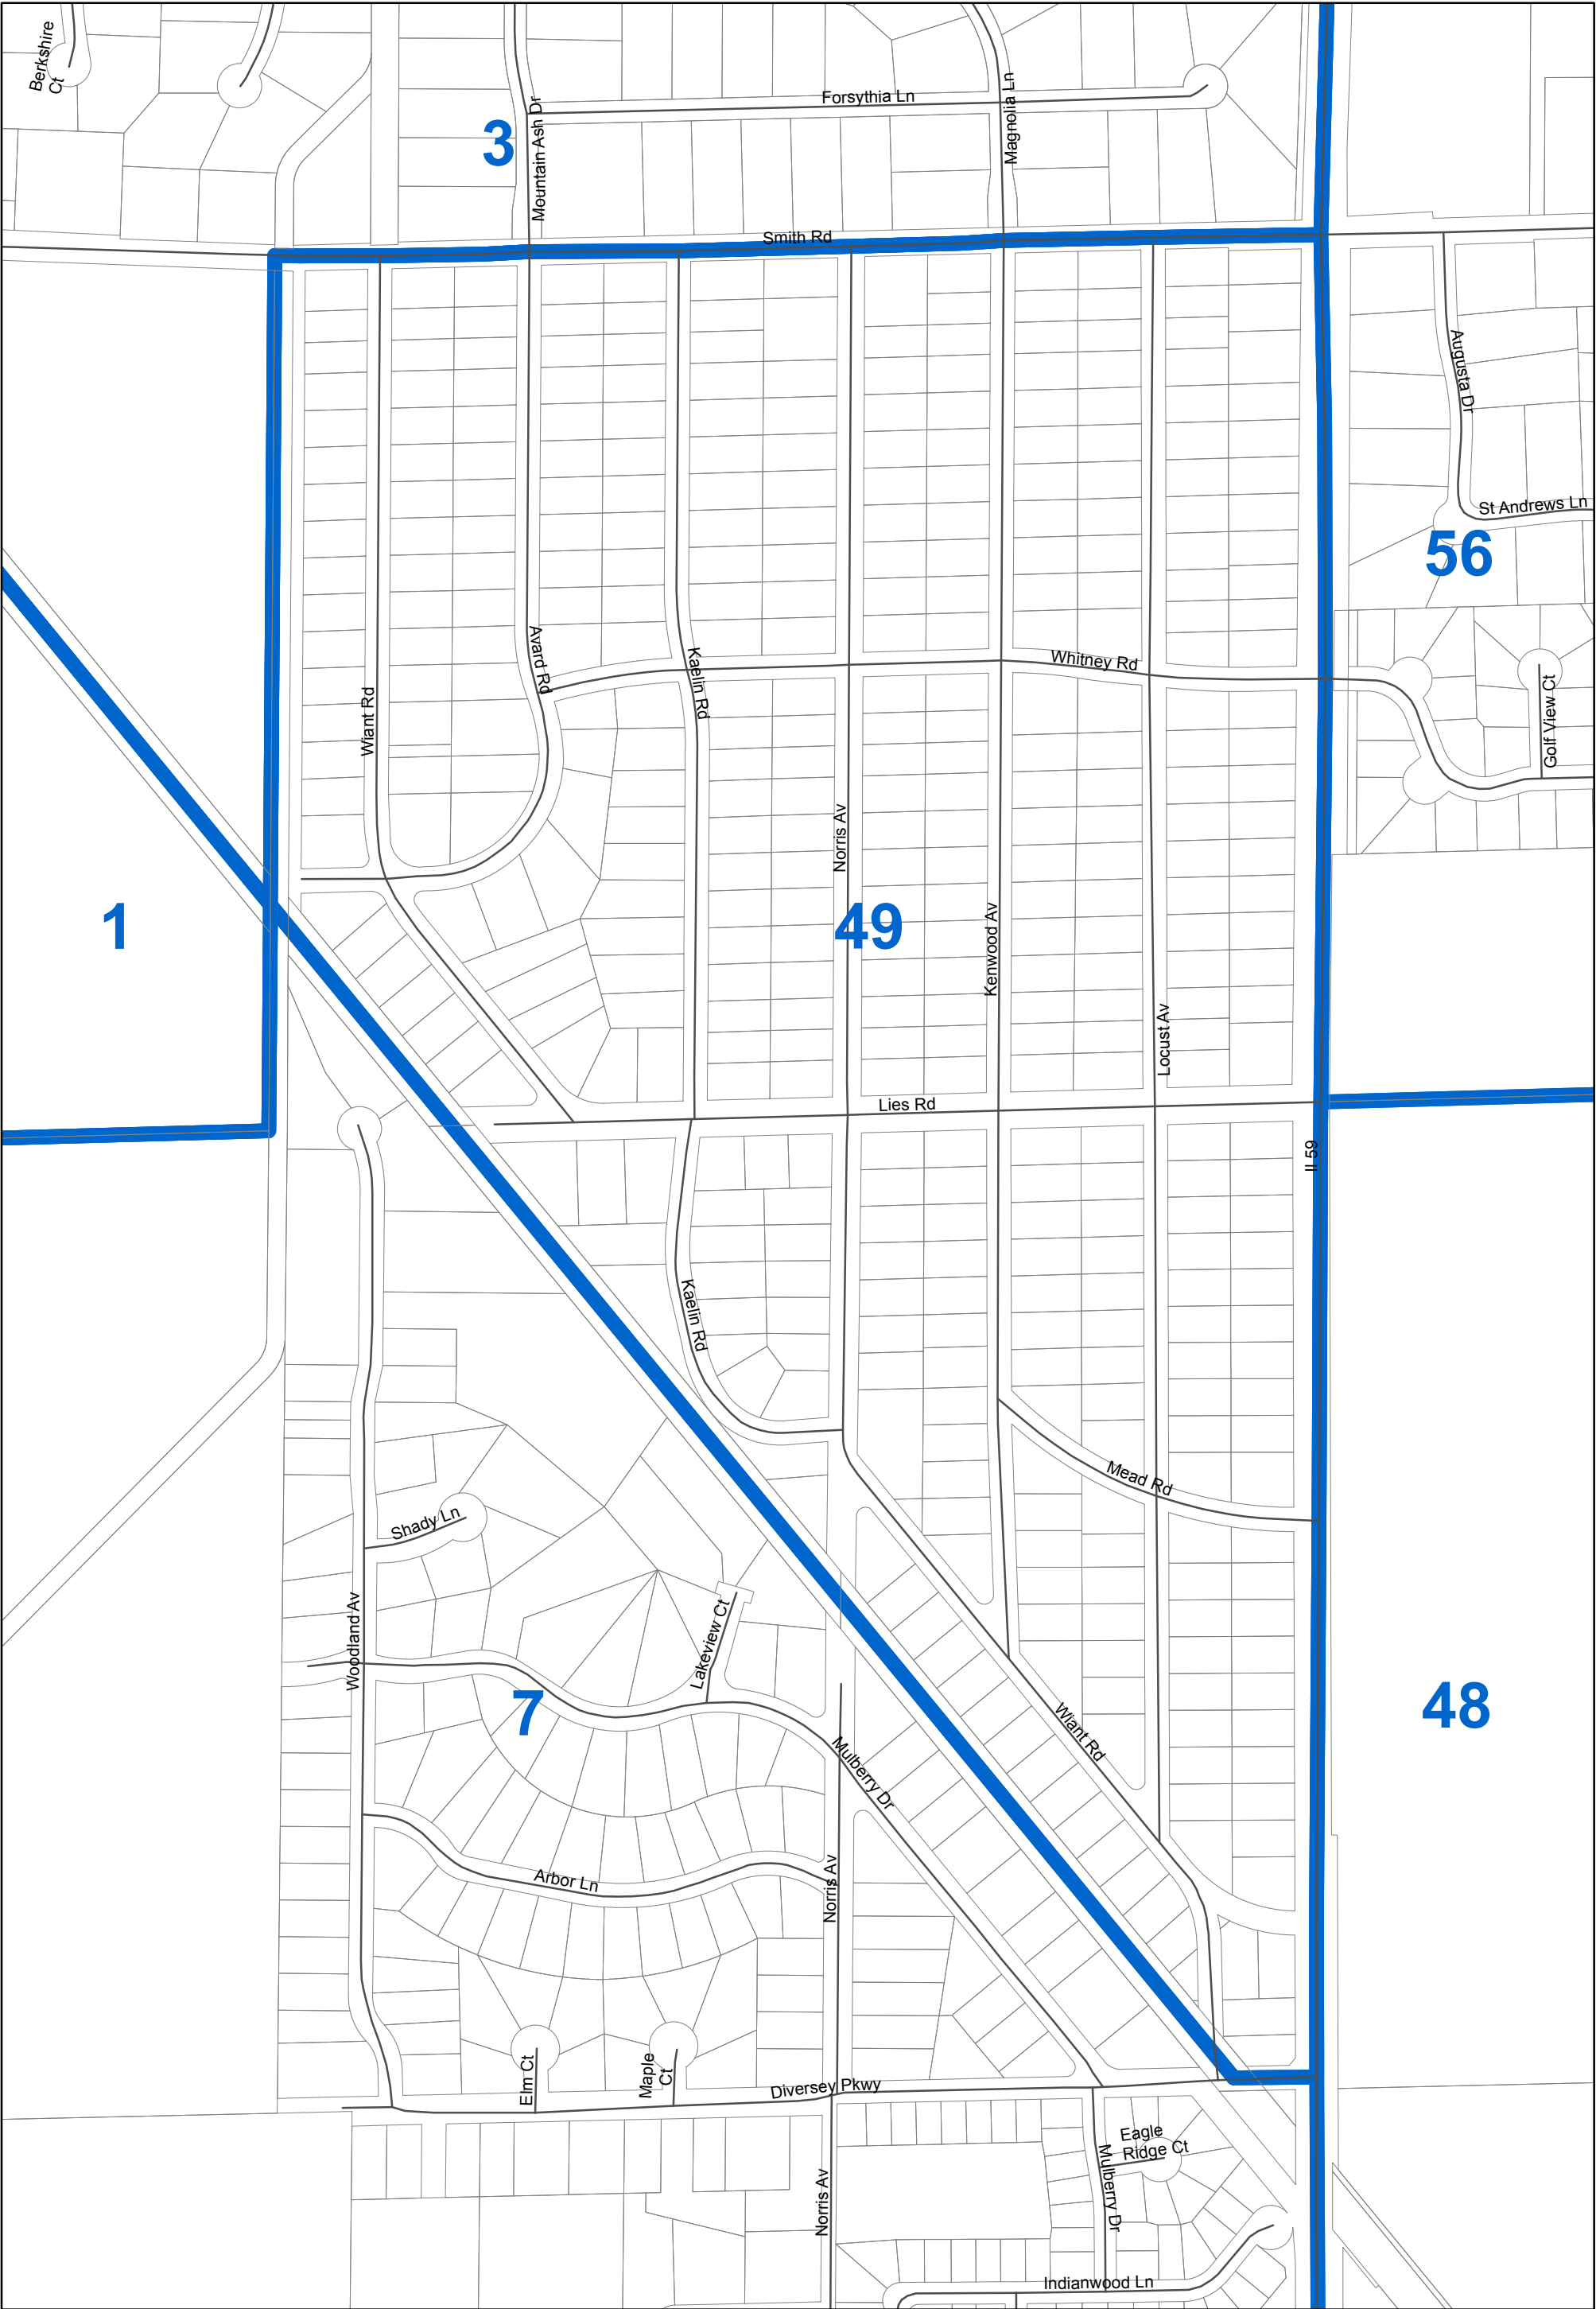 Berkshire
Ct
Mountain Ash Dr
Forsythia Ln
Magnolia Ln
3
Smith Rd
Augusta Dr
St Andrews Ln
56
Avard Rd
Kaelin Rd
Whitney Rd
Wiant Rd
Golf View Ct
Norris Av
1
49
Kenwood Av
Locust Av
Lies Rd
Il 59
Kaelin Rd
Mead Rd
Shady Ln
Woodland Av
Lakeview Ct
7
Wiant Rd
48
Mulberry Dr
Arbor Ln
Norris Av
Elm Ct
Maple
Ct
Diversey Pkwy
Eagle
Ridge Ct
Mulberry Dr
Norris Av
Indianwood Ln